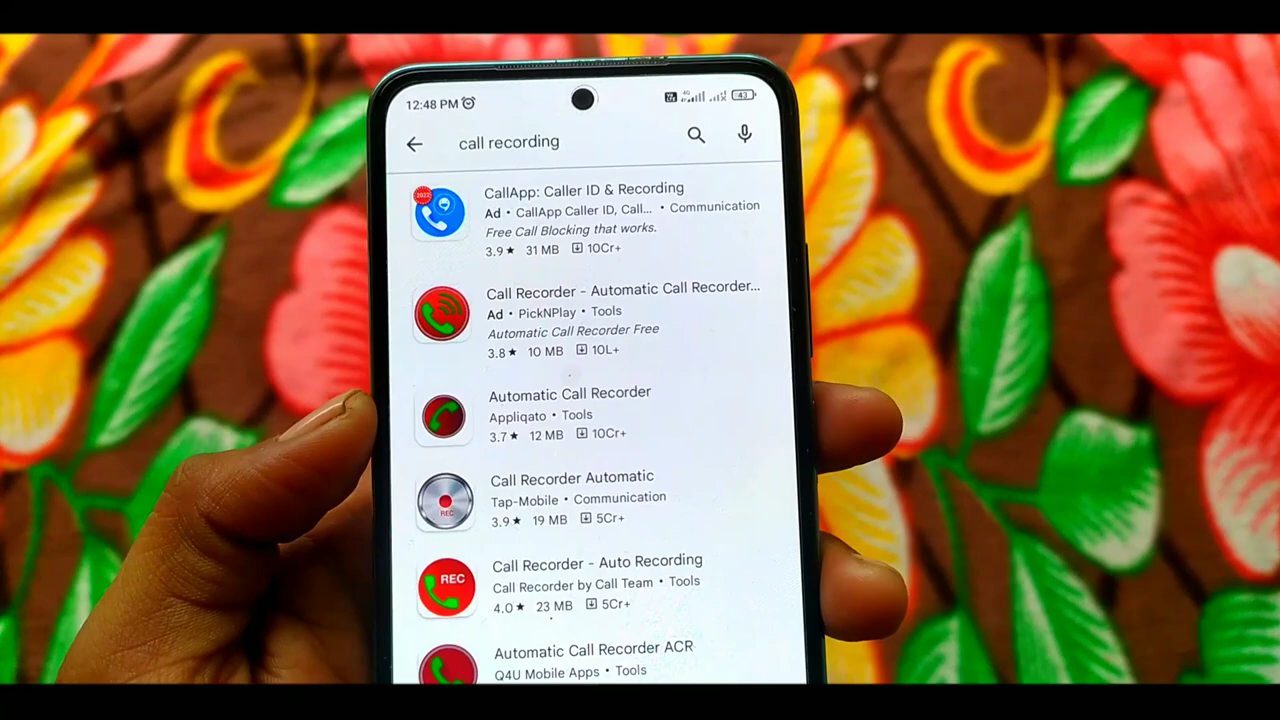 12:48 PM
4G
43
call recording
2022
CallApp: Caller ID & Recording
Ad • CallApp Caller ID, Call... • Communication
Free Call Blocking that works.
3.9★ 31 MB 10Cr+
Call Recorder - Automatic Call Recorder...
Ad • PickNPlay • Tools
Automatic Call Recorder Free
3.8★ 10 MB 10L+
Automatic Call Recorder
Appliqato • Tools
3.7★ 12 MB 10Cr+
REC
Call Recorder Automatic
Tap-Mobile • Communication
3.9★ 19 MB 5Cr+
REC
Call Recorder - Auto Recording
Call Recorder by Call Team • Tools
4.0★ 23 MB 5Cr+
Automatic Call Recorder ACR
Q4U Mobile Apps • Tools